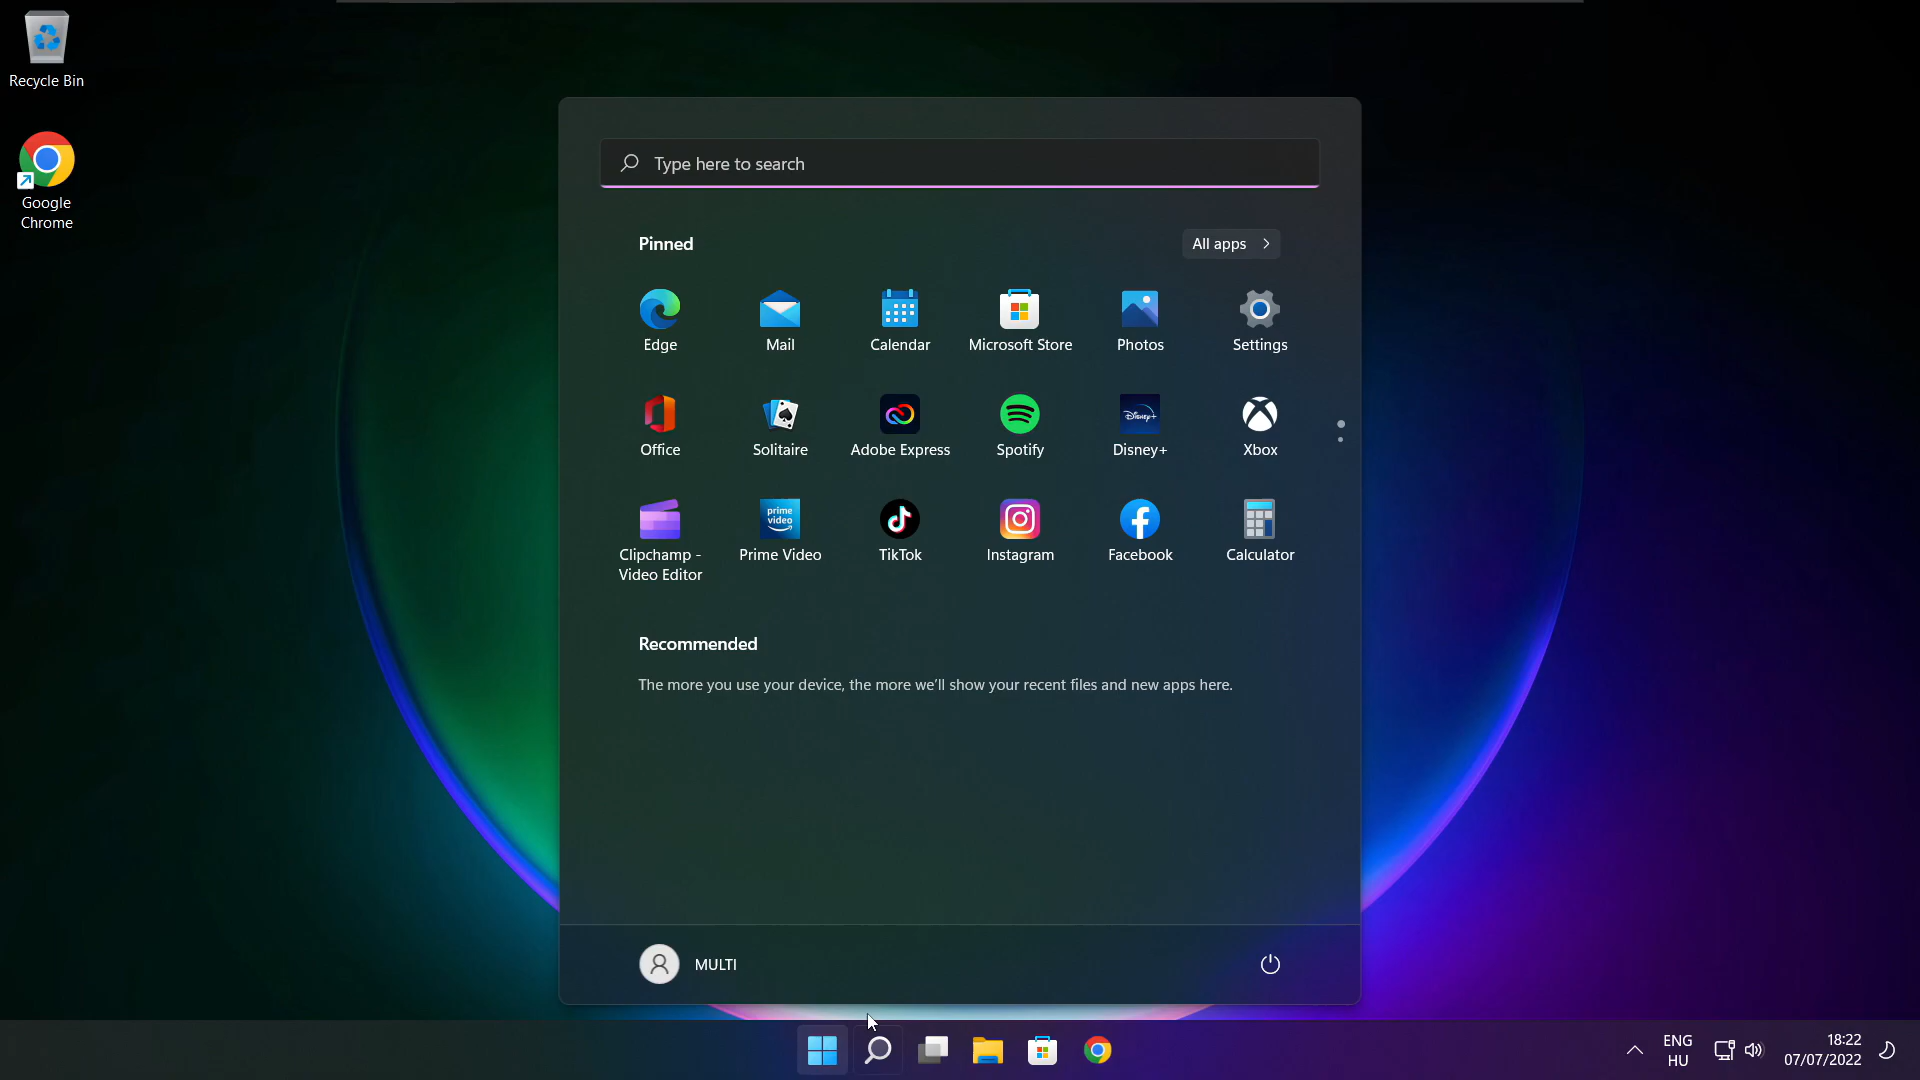 Recycle Bin
Google
Chrome
Type here to search
Pinned
All apps
Edge
Mail
Calendar
Microsoft Store
Photos
Settings
Disney+
Office
Solitaire
Adobe Express
Spotify
Disney+
Xbox
prime
video
Clipchamp -
Video Editor
Prime Video
TikTok
Instagram
Facebook
Calculator
Recommended
The more you use your device, the more we'll show your recent files and new apps here.
MULTI
ENG
HU
18:22
07/07/2022